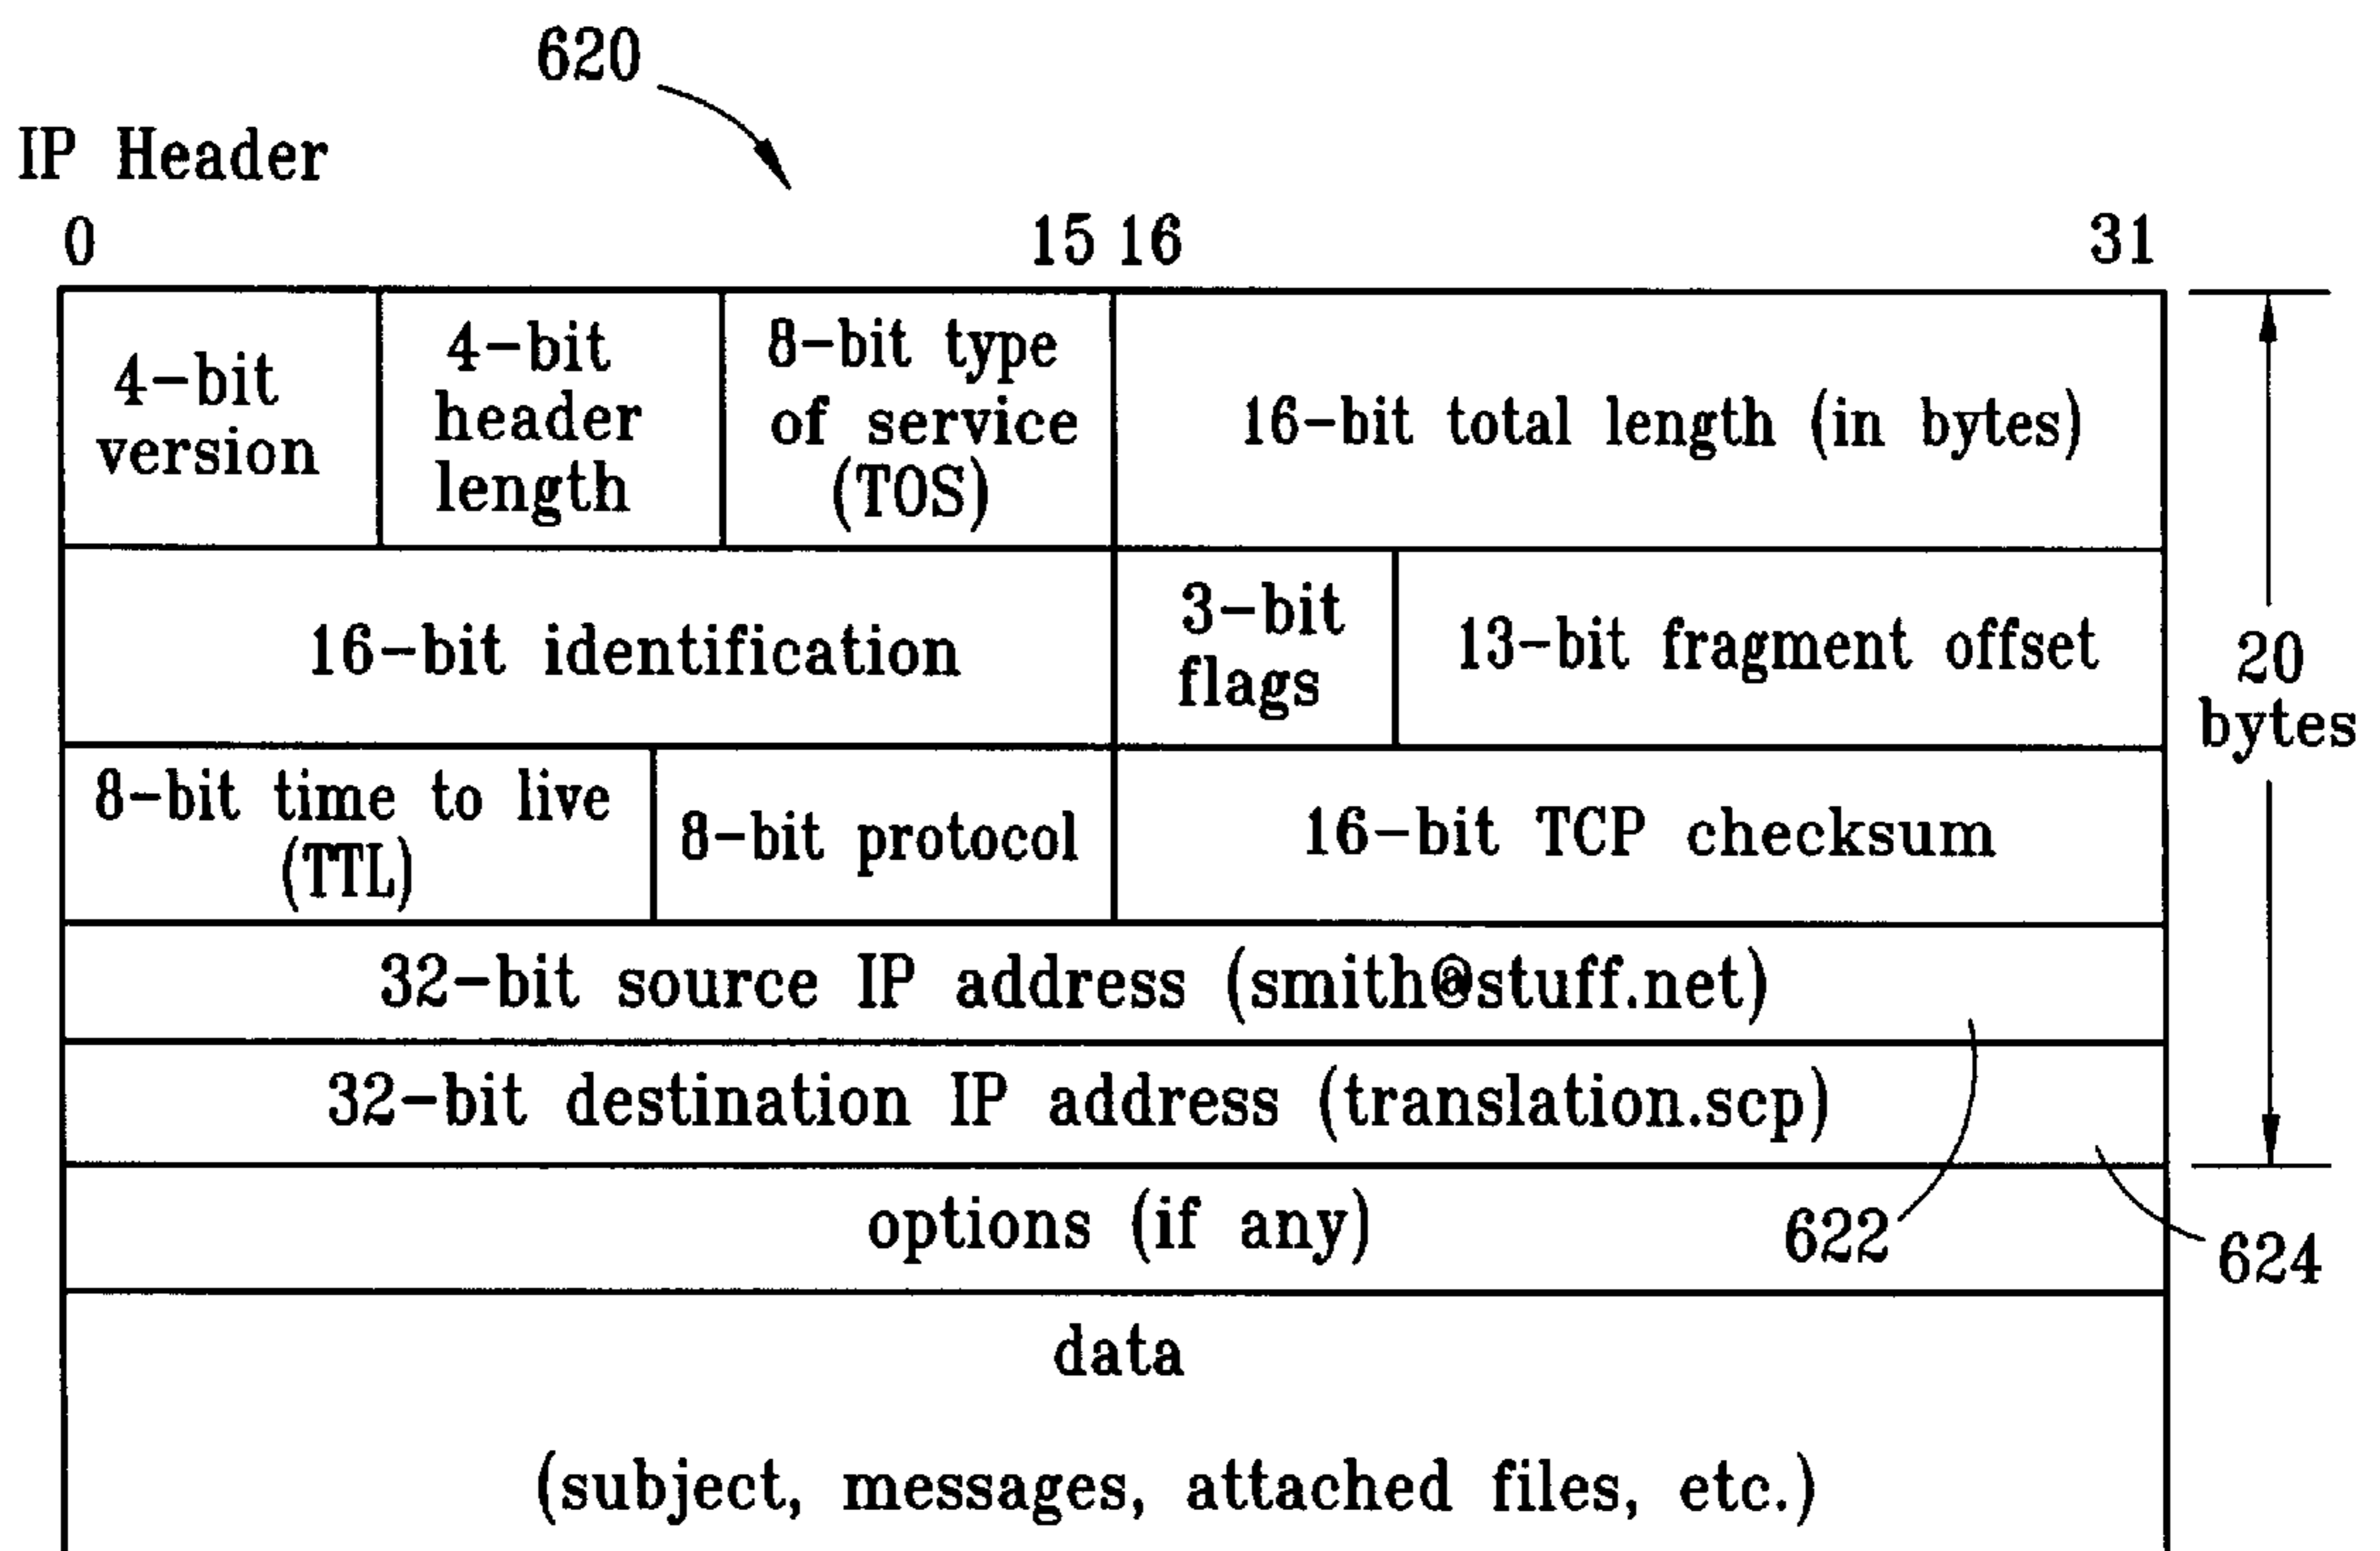 620
IP Header
0 15 16 31
4-bit
version
4-bit
header
length
8-bit type
of service
(TOS)
16-bit total length (in bytes)
16-bit identification
3-bit
flags
13-bit fragment offset
20
bytes
8-bit time to live
(TTL)
8-bit protocol
16-bit TCP checksum
32-bit source IP address (smith@stuff.net)
32-bit destination IP address (translation.scp)
options (if any)
622
624
data
(subject, messages, attached files, etc.)